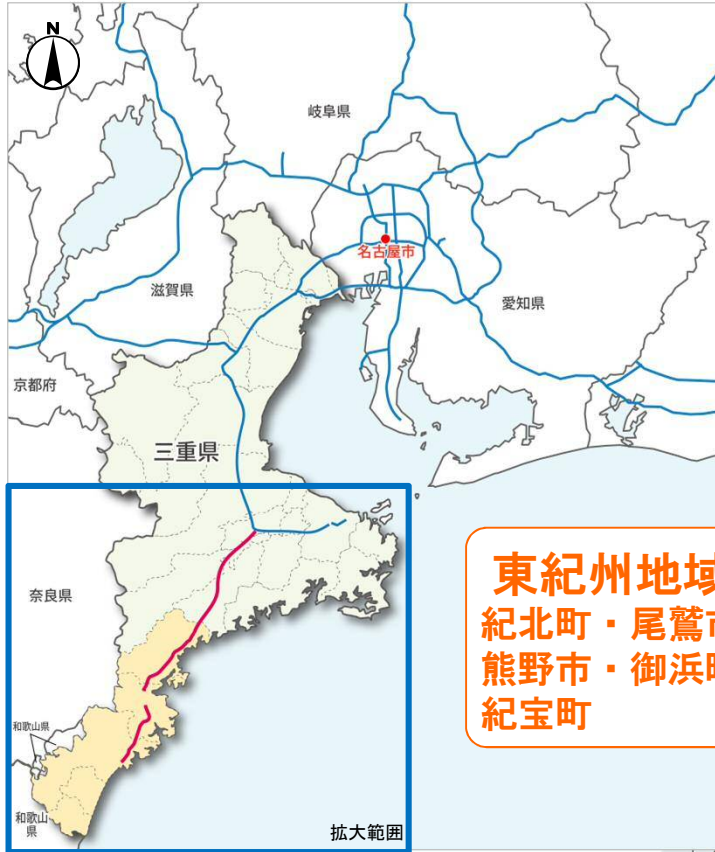 N
岐阜県
名古屋市
滋賀県
愛知県
京都府
三重県
奈良県
東紀州地域
紀北町・尾鷲市
熊野市・御浜町
紀宝町
和歌山県
和歌山
県
拡大範囲